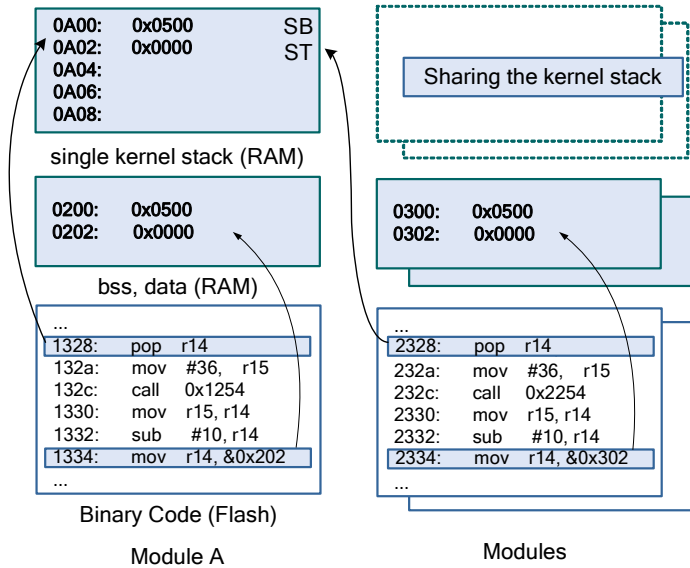 0A00: 0x0500 SB
0A02: 0x0000 ST
0A04:
0A06:
0A08:
single kernel stack (RAM)
0200: 0x0500
0202: 0x0000
bss, data (RAM)
...
1328: pop r14
132a: mov #36, r15
132c: call 0x1254
1330: mov r15, r14
1332: sub #10, r14
1334: mov r14, &0x202
...
Binary Code (Flash)
Module A
Sharing the kernel stack
0300: 0x0500
0302: 0x0000
...
2328: pop r14
232a: mov #36, r15
232c: call 0x2254
2330: mov r15, r14
2332: sub #10, r14
2334: mov r14, &0x302
...
Modules